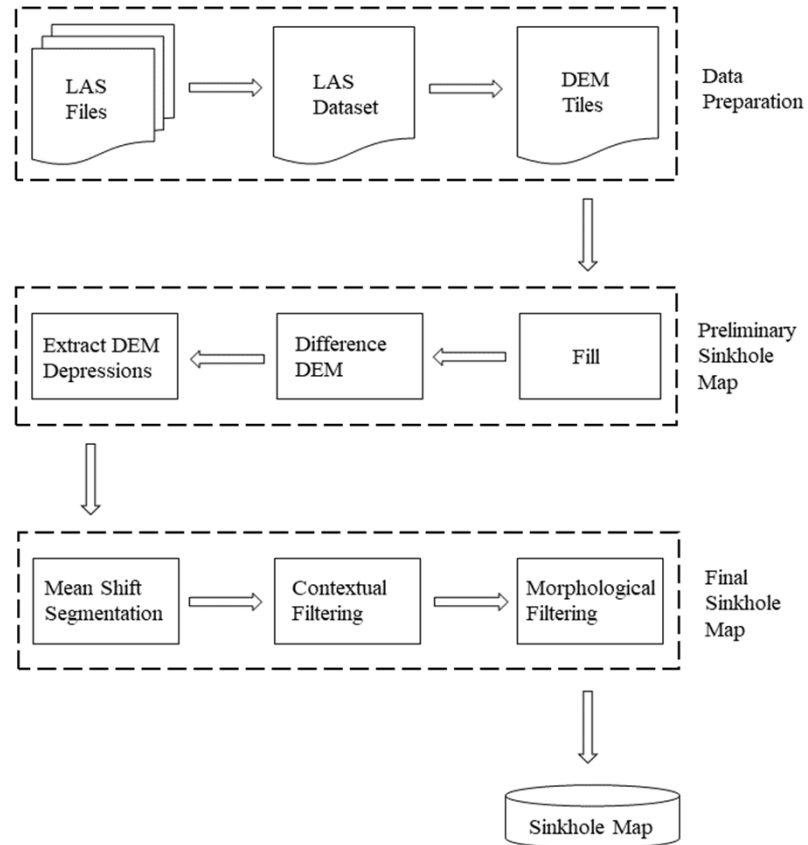 LAS
Files
LAS
Dataset
DEM
Tiles
Data
Preparation
Extract DEM
Depressions
Difference
DEM
Fill
Preliminary
Sinkhole
Map
Mean Shift
Segmentation
Contextual
Filtering
Morphological
Filtering
Final
Sinkhole
Map
Sinkhole Map